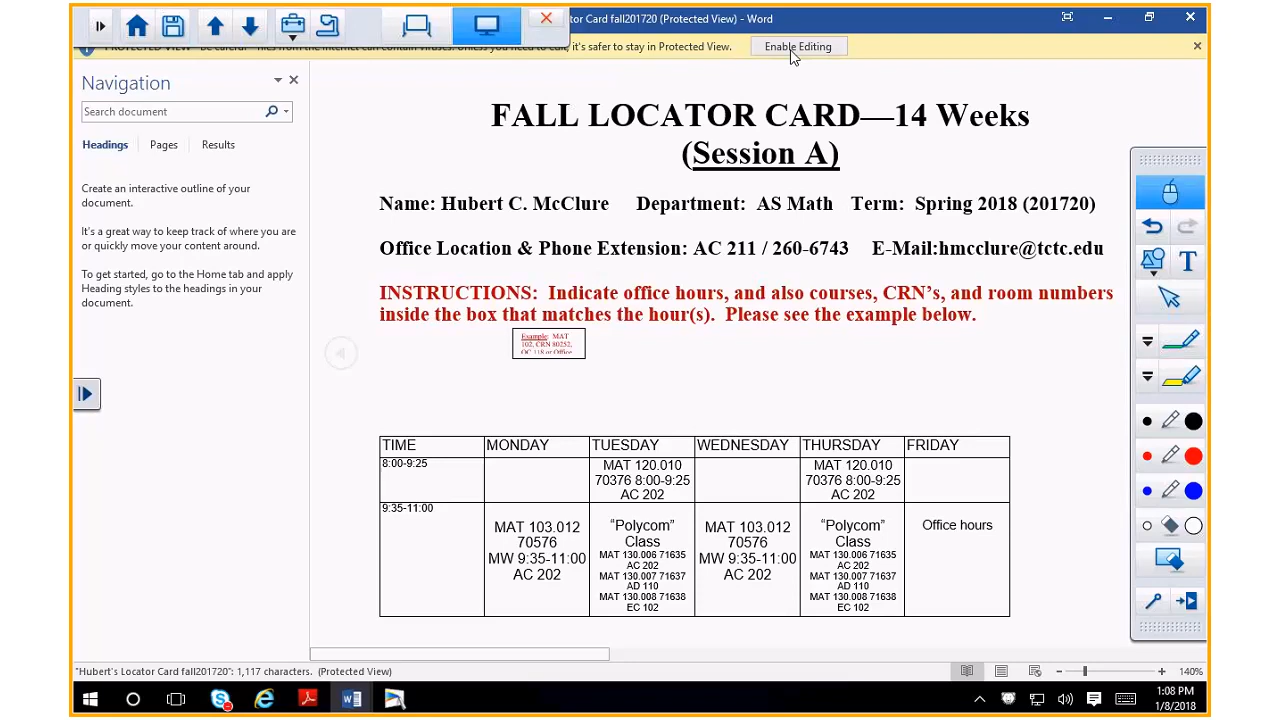 ocator Card fall201720 (Protected View) - Word
it's safer to stay in Protected View.
Enable Editing
Navigation
Search document
Headings Pages Results
Create an interactive outline of your
document.
It's a great way to keep track of where you are
or quickly move your content around.
To get started, go to the Home tab and apply
Heading styles to the headings in your
document.
FALL LOCATOR CARD—14 Weeks
(Session A)
Name: Hubert C. McClure Department: AS Math Term: Spring 2018 (201720)
Office Location & Phone Extension: AC 211 / 260-6743 E-Mail:hmcclure@tctc.edu
INSTRUCTIONS: Indicate office hours, and also courses, CRN's, and room numbers
inside the box that matches the hour(s). Please see the example below.
Example: MAT
102, CRN 80252,
OC 118 or Office
TIME MONDAY TUESDAY WEDNESDAY THURSDAY FRIDAY
8:00-9:25
MAT 120.010
70376 8:00-9:25
AC 202
MAT 120.010
70376 8:00-9:25
AC 202
9:35-11:00
MAT 103.012
70576
MW 9:35-11:00
AC 202
“Polycom”
Class
MAT 130.006 71635
AC 202
MAT 130.007 71637
AD 110
MAT 130.008 71638
EC 102
MAT 103.012
70576
MW 9:35-11:00
AC 202
“Polycom”
Class
MAT 130.006 71635
AC 202
MAT 130.007 71637
AD 110
MAT 130.008 71638
EC 102
Office hours
"Hubert's Locator Card fall201720": 1,117 characters. (Protected View)
140%
1:08 PM
1/8/2018